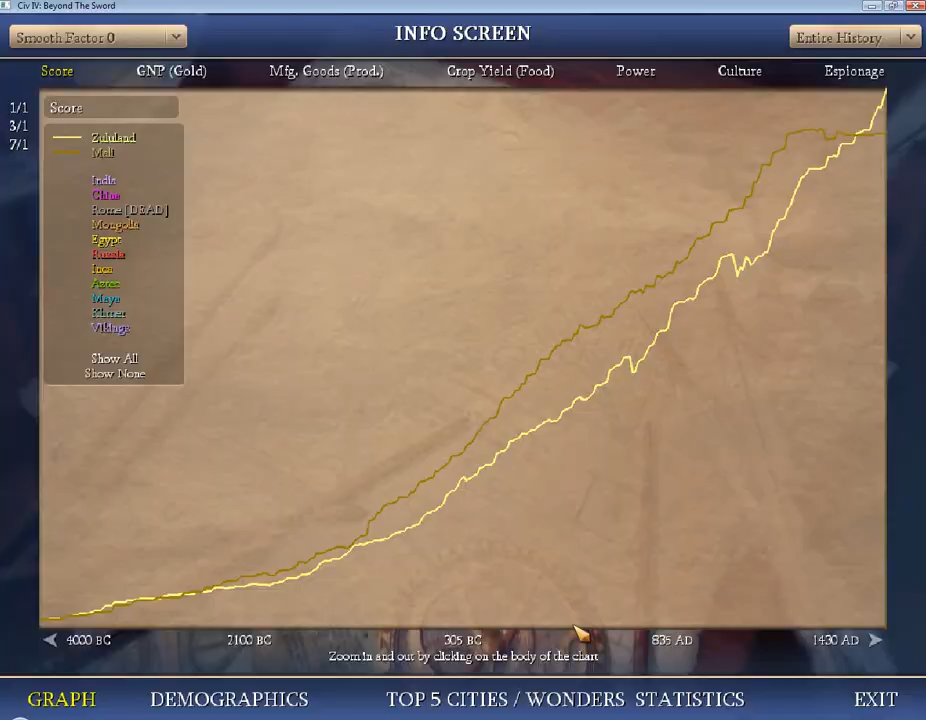 Civ IV: Beyond The Sword
Smooth Factor 0
INFO SCREEN
Entire History
Score
GNP (Gold)
Mfg. Goods (Prod.)
Crop Yield (Food)
Power
Culture
Espionage
1/1
3/1
7/1
Score
Zululand
Mali
India
China
Rome [DEAD]
Mongolia
Egypt
Russia
Inca
Aztec
Maya
Khmer
Vikings
Show All
Show None
4000 BC
2100 BC
305 BC
835 AD
1430 AD
Zoom in and out by clicking on the body of the chart
GRAPH
DEMOGRAPHICS
TOP 5 CITIES / WONDERS
STATISTICS
EXIT